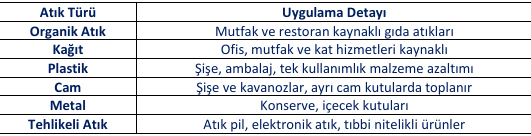 Atık Türü Uygulama Detayı
Organik Atık Mutfak ve restoran kaynaklı gıda atıkları
Kağıt Ofis, mutfak ve kat hizmetleri kaynaklı
Plastik Şişe, ambalaj, tek kullanımlık malzeme azaltımı
Cam Şişe ve kavanozlar, ayrı cam kutularda toplanır
Metal Konserve, içecek kutuları
Tehlikeli Atık Atık pil, elektronik atık, tıbbi nitelikli ürünler